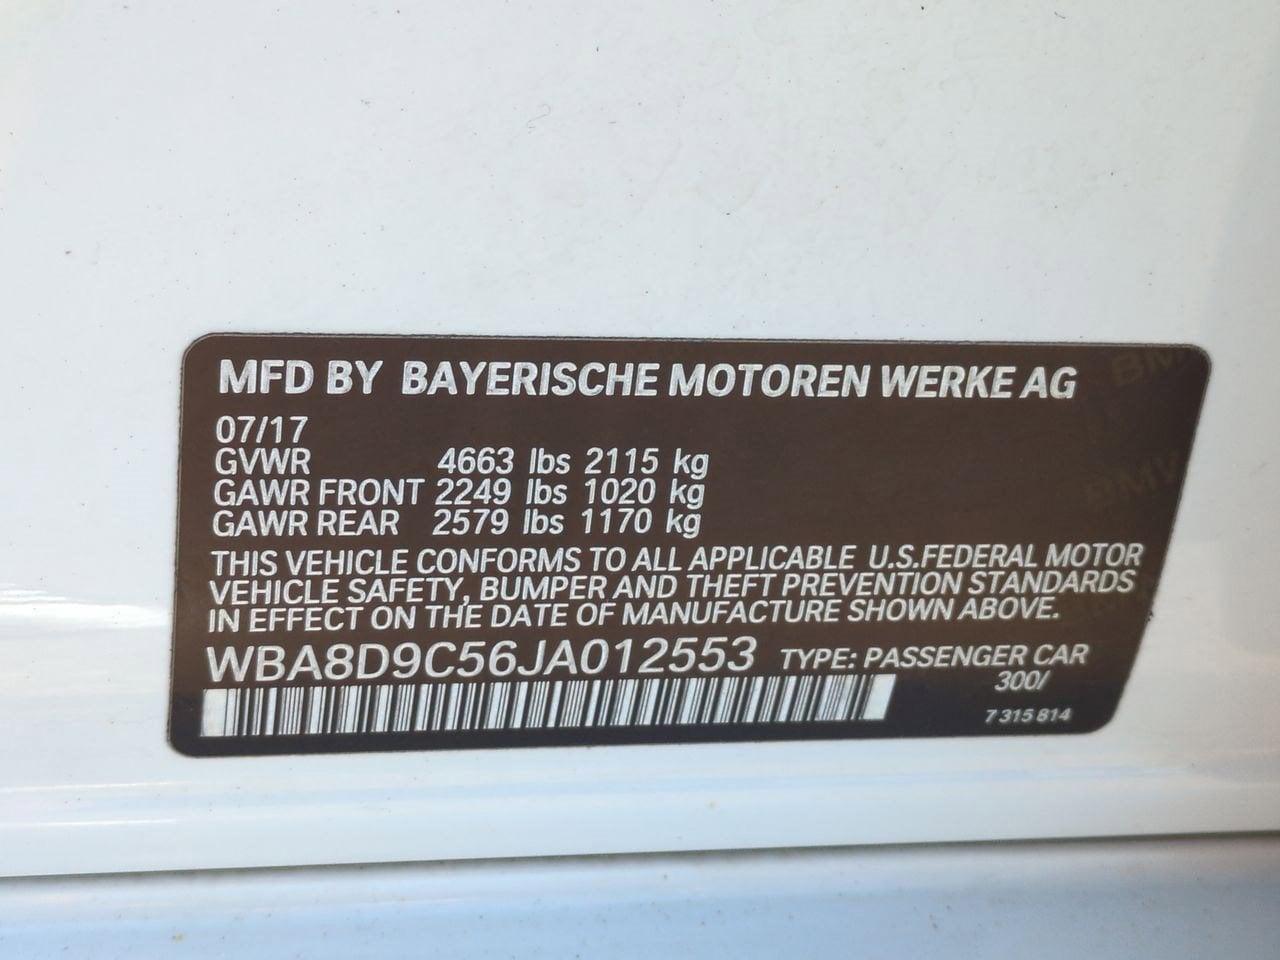 MFD BY BAYERISCHE MOTOREN WERKE AG
07/17
GVWR 4663 lbs 2115 kg
GAWR FRONT 2249 lbs 1020 kg
GAWR REAR 2579 lbs 1170 kg
THIS VEHICLE CONFORMS TO ALL APPLICABLE U.S.FEDERAL MOTOR
VEHICLE SAFETY, BUMPER AND THEFT PREVENTION STANDARDS
IN EFFECT ON THE DATE OF MANUFACTURE SHOWN ABOVE.
WBA8D9C56JA012553 TYPE: PASSENGER CAR
300/
7 315 814